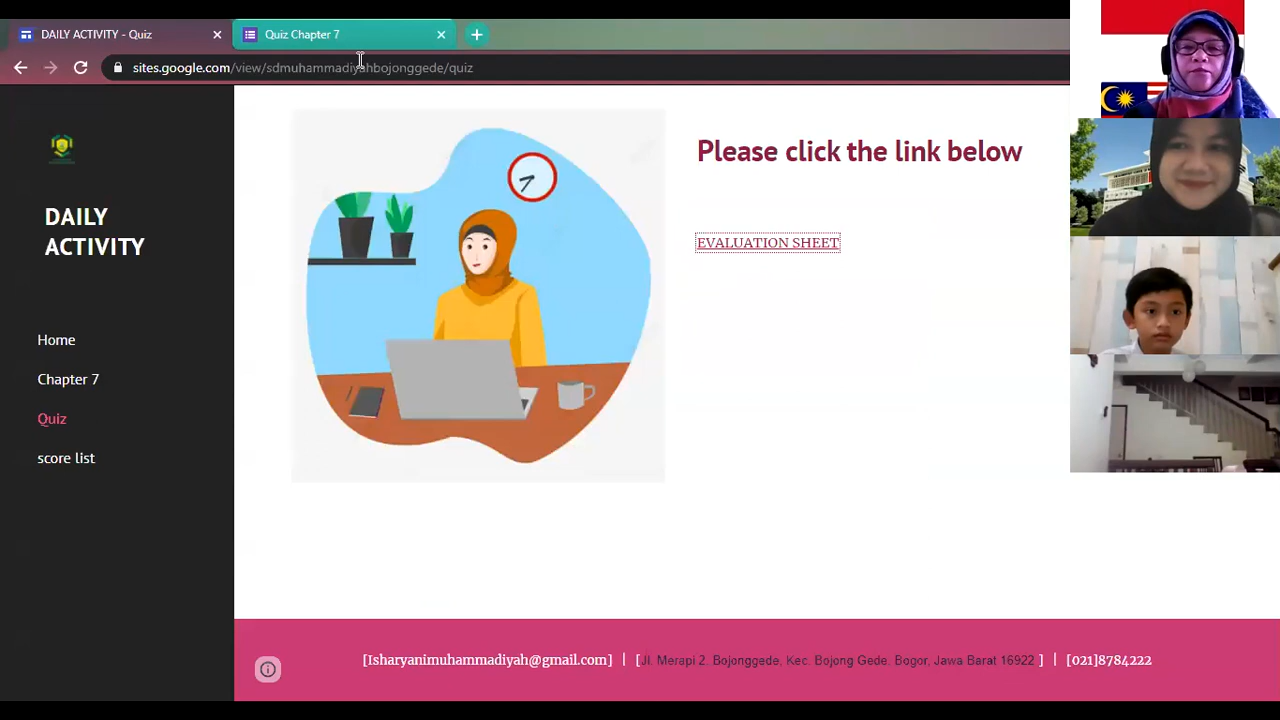 DAILY ACTIVITY - Quiz
Quiz Chapter 7
sites.google.com/view/sdmuhammadiyahbojonggede/quiz
DAILY
ACTIVITY
Home
Chapter 7
Quiz
score list
Please click the link below
EVALUATION SHEET
[Isharyanimuhammadiyah@gmail.com] | [Jl. Merapi 2. Bojonggede, Kec. Bojong Gede. Bogor, Jawa Barat 16922 ] | [021]8784222